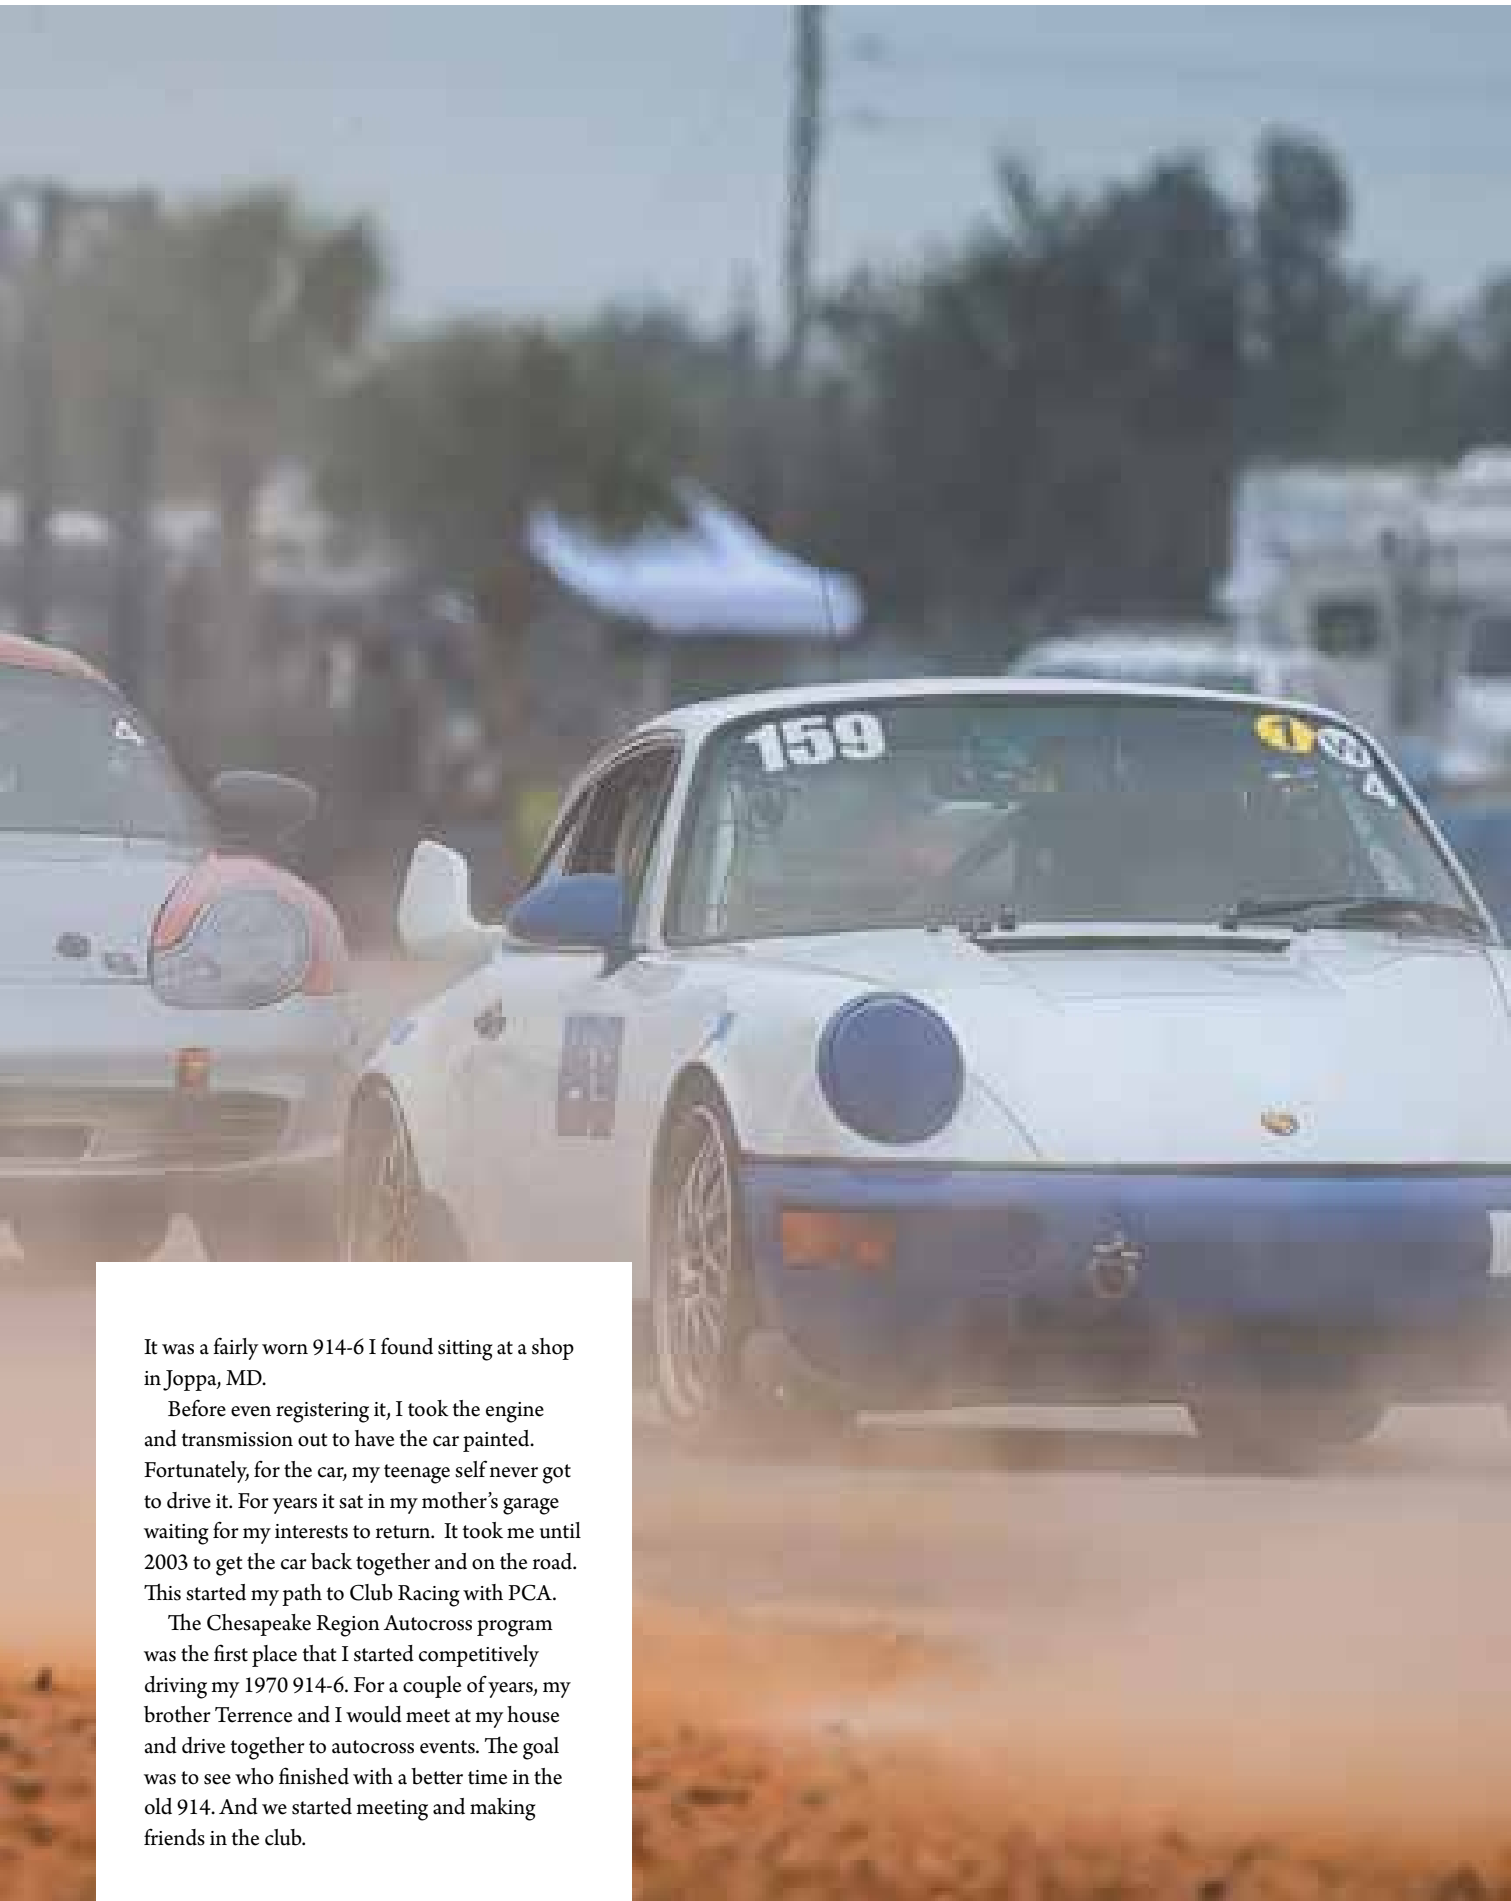 159
1
4
4
It was a fairly worn 914-6 I found sitting at a shop
in Joppa, MD.
Before even registering it, I took the engine
and transmission out to have the car painted.
Fortunately, for the car, my teenage self never got
to drive it. For years it sat in my mother’s garage
waiting for my interests to return.  It took me until
2003 to get the car back together and on the road.
This started my path to Club Racing with PCA.
The Chesapeake Region Autocross program
was the first place that I started competitively
driving my 1970 914-6. For a couple of years, my
brother Terrence and I would meet at my house
and drive together to autocross events. The goal
was to see who finished with a better time in the
old 914. And we started meeting and making
friends in the club.